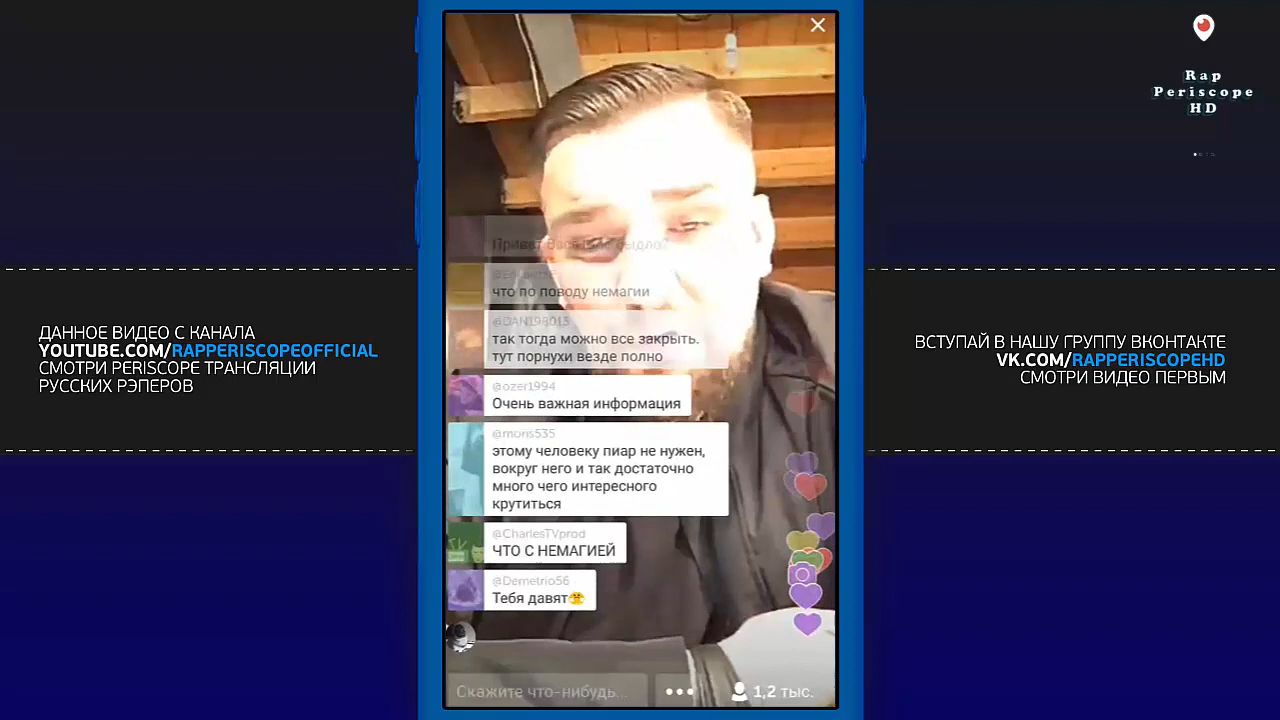 ДАННОЕ ВИДЕО С КАНАЛА
YOUTUBE.COM/RAPPERISCOPEOFFICIAL
СМОТРИ PERISCOPE ТРАНСЛЯЦИИ
РУССКИХ РЭПЕРОВ
Привет
что по поводу немагии
@DAN198013
так тогда можно все закрыть.
тут порнухи везде полно
@ozer1994
Очень важная информация
@moris535
этому человеку пиар не нужен,
вокруг него и так достаточно
много чего интересного
крутиться
@CharlesTVprod
ЧТО С НЕМАГИЕЙ
@Demetrio56
Тебя давят
Скажите что-нибудь...
1,2 тыс.
Rap
Periscope
HD
ВСТУПАЙ В НАШУ ГРУППУ ВКОНТАКТЕ
VK.COM/RAPPERISCOPEHD
СМОТРИ ВИДЕО ПЕРВЫМ